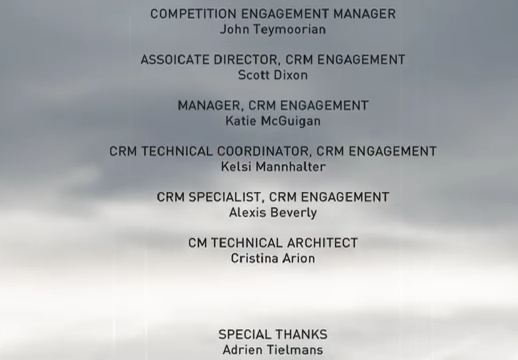 COMPETITION ENGAGEMENT MANAGER
John Teymoorian
ASSOICATE DIRECTOR, CRM ENGAGEMENT
Scott Dixon
MANAGER, CRM ENGAGEMENT
Katie McGuigan
CRM TECHNICAL COORDINATOR, CRM ENGAGEMENT
Kelsi Mannhalter
CRM SPECIALIST, CRM ENGAGEMENT
Alexis Beverly
CM TECHNICAL ARCHITECT
Cristina Arion
SPECIAL THANKS
Adrien Tielmans